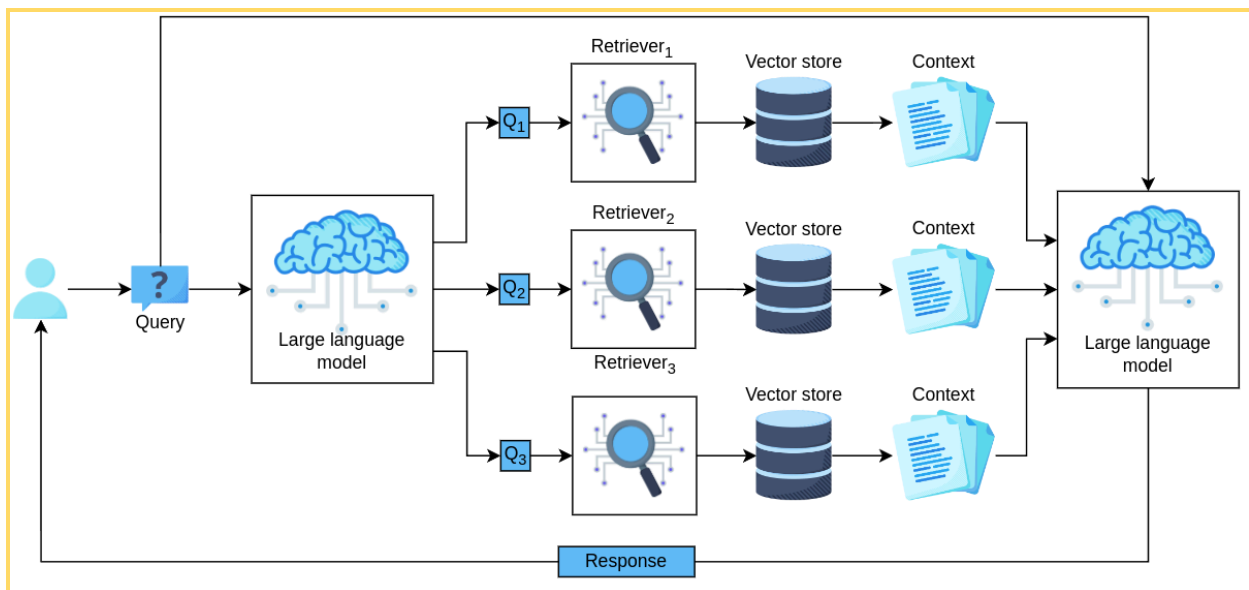 Retriever1
Vector store
Context
Q1
Retriever2
Vector store
Context
?
Query
Large language
model
Q2
Large language
model
Retriever3
Vector store
Context
Q3
Response